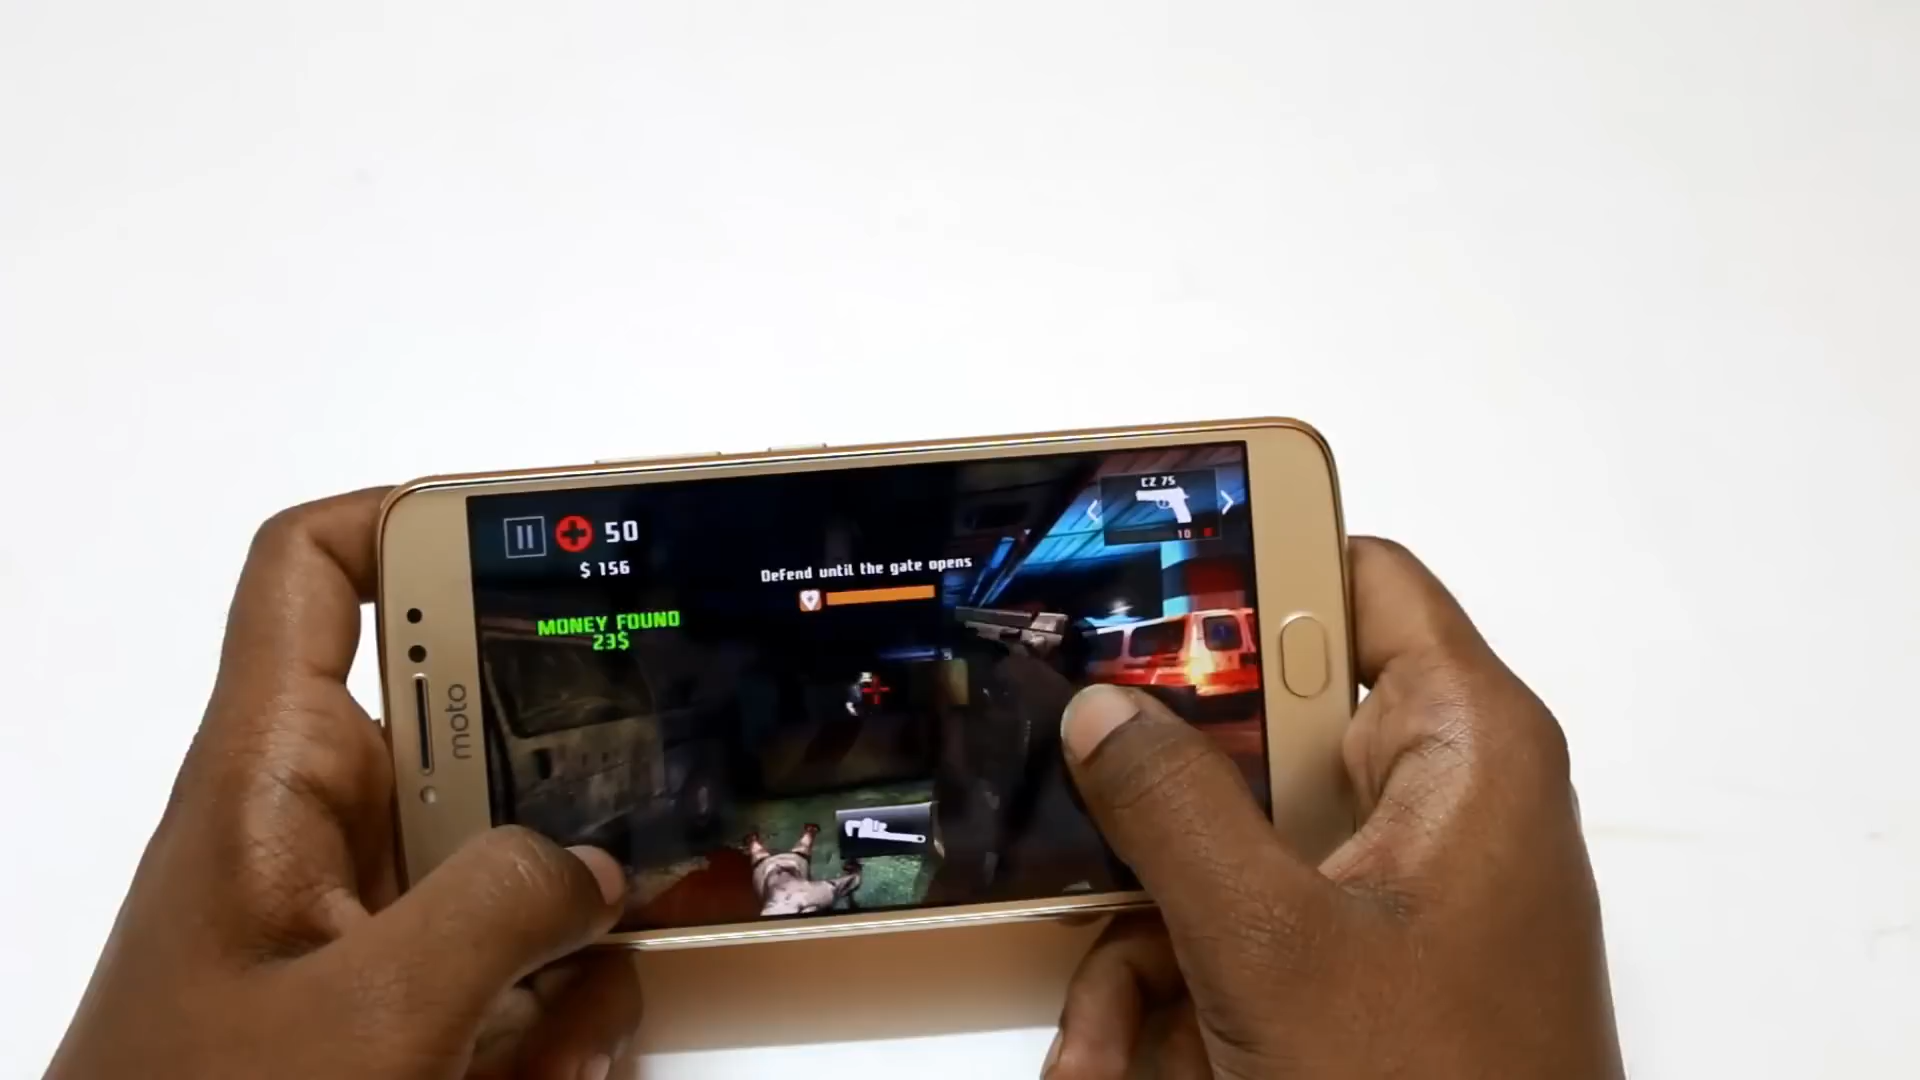 50
$ 156
MONEY FOUND
23$
Defend until the gate opens
CZ 75
10
moto